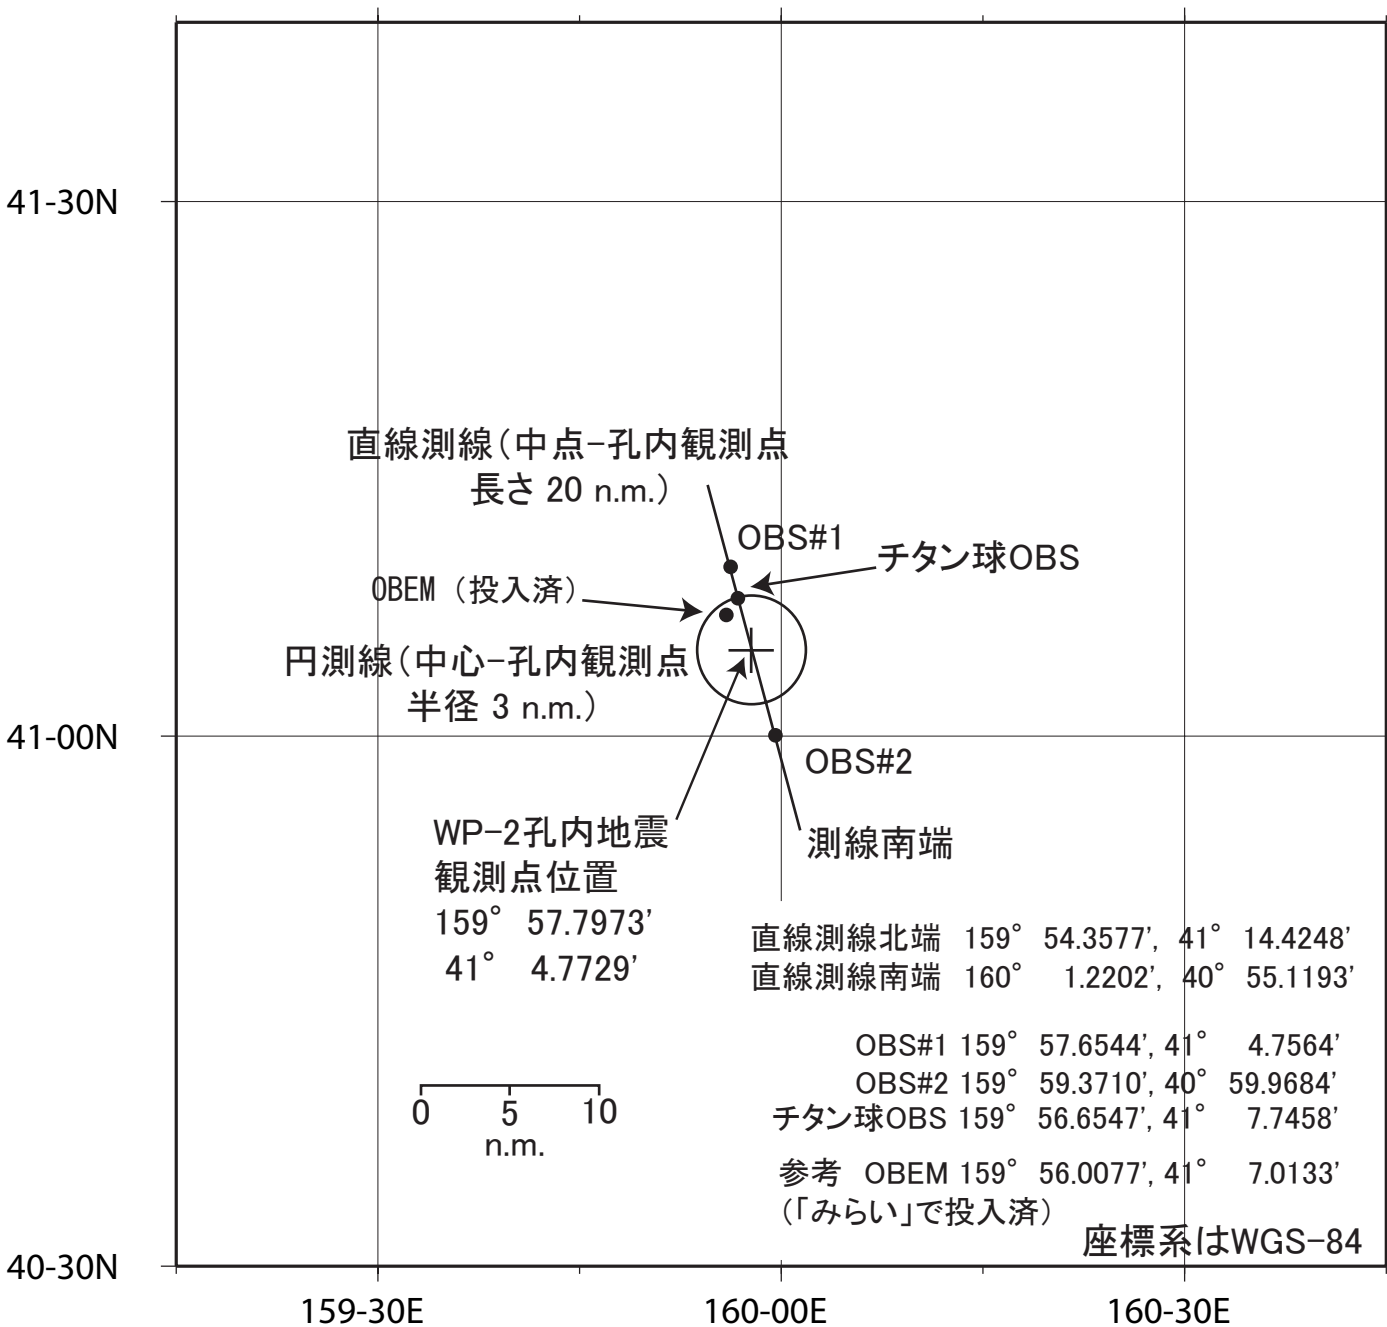 41-30N
直線測線(中点-孔内観測点
長さ 20 n.m.)
OBS#1
チタン球OBS
OBEM (投入済)
円測線(中心-孔内観測点
半径 3 n.m.)
41-00N
OBS#2
WP-2孔内地震
観測点位置
159° 57.7973'
41° 4.7729'
測線南端
直線測線北端 159° 54.3577', 41° 14.4248'
直線測線南端 160° 1.2202', 40° 55.1193'
OBS#1 159° 57.6544', 41° 4.7564'
OBS#2 159° 59.3710', 40° 59.9684'
チタン球OBS 159° 56.6547', 41° 7.7458'
参考 OBEM 159° 56.0077', 41° 7.0133'
(「みらい」で投入済)
座標系はWGS-84
0 5 10
n.m.
40-30N
159-30E 160-00E 160-30E